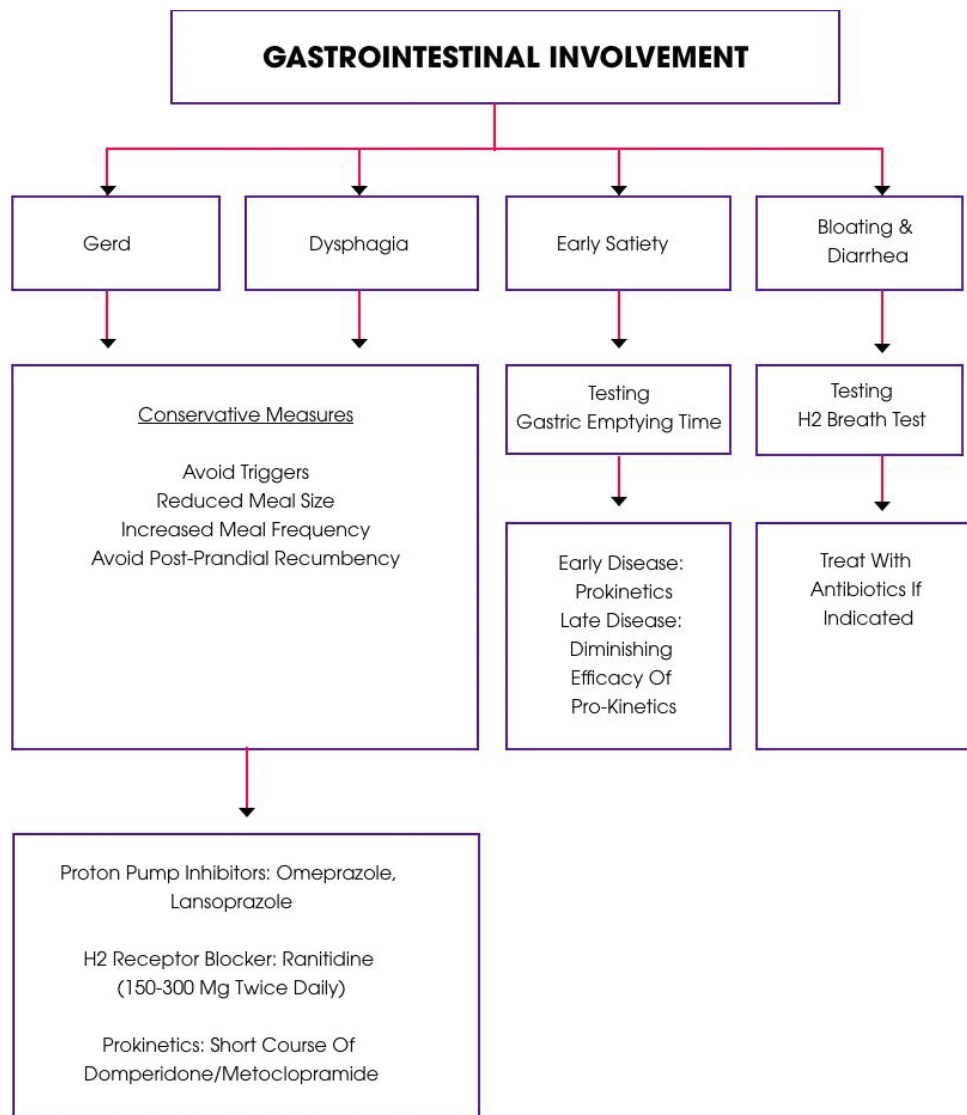 GASTROINTESTINAL INVOLVEMENT
Gerd
Dysphagia
Early Satiety
Bloating &
Diarrhea
Conservative Measures
Avoid Triggers
Reduced Meal Size
Increased Meal Frequency
Avoid Post-Prandial Recumbency
Testing
Gastric Emptying Time
Testing
H2 Breath Test
Early Disease:
Prokinetics
Late Disease:
Diminishing
Efficacy Of
Pro-Kinetics
Treat With
Antibiotics If
Indicated
Proton Pump Inhibitors: Omeprazole,
Lansoprazole
H2 Receptor Blocker: Ranitidine
(150-300 Mg Twice Daily)
Prokinetics: Short Course Of
Domperidone/Metoclopramide